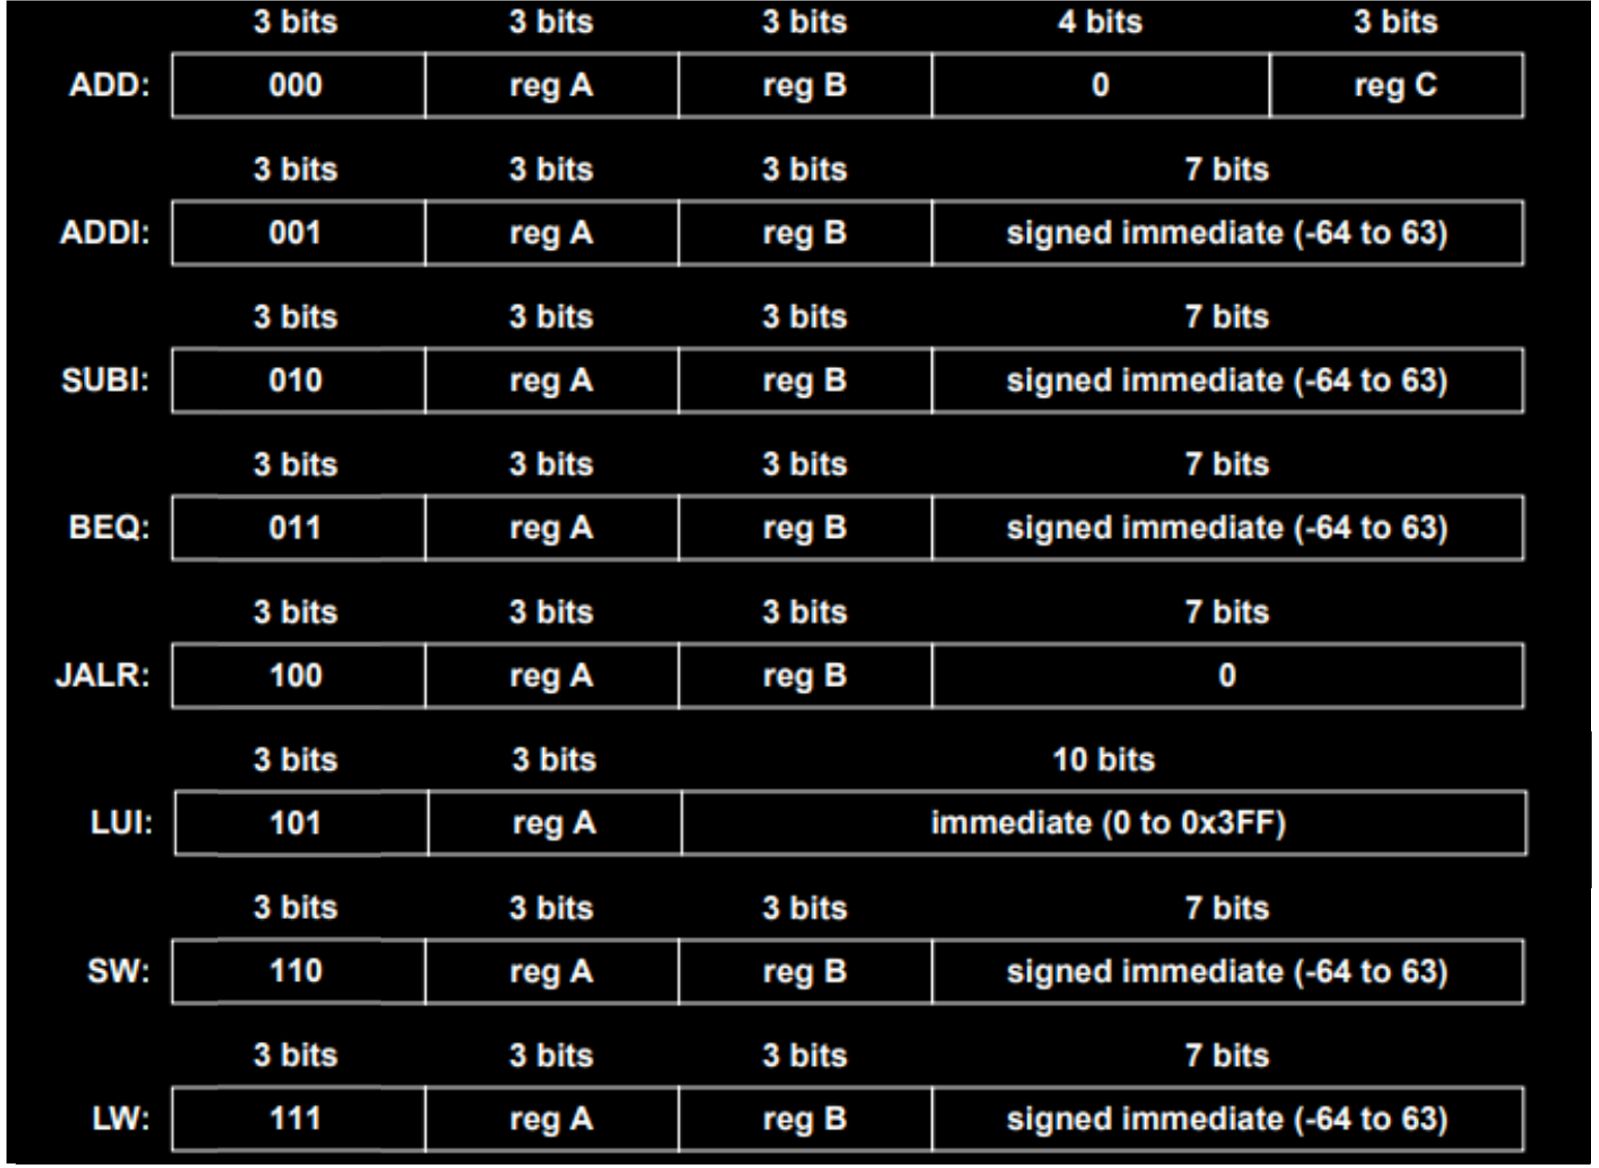 3 bits 3 bits 3 bits 4 bits 3 bits
ADD: 000 reg A reg B 0 reg C
3 bits 3 bits 3 bits 7 bits
ADDI: 001 reg A reg B signed immediate (-64 to 63)
3 bits 3 bits 3 bits 7 bits
SUBI: 010 reg A reg B signed immediate (-64 to 63)
3 bits 3 bits 3 bits 7 bits
BEQ: 011 reg A reg B signed immediate (-64 to 63)
3 bits 3 bits 3 bits 7 bits
JALR: 100 reg A reg B 0
3 bits 3 bits 10 bits
LUI: 101 reg A immediate (0 to 0x3FF)
3 bits 3 bits 3 bits 7 bits
SW: 110 reg A reg B signed immediate (-64 to 63)
3 bits 3 bits 3 bits 7 bits
LW: 111 reg A reg B signed immediate (-64 to 63)